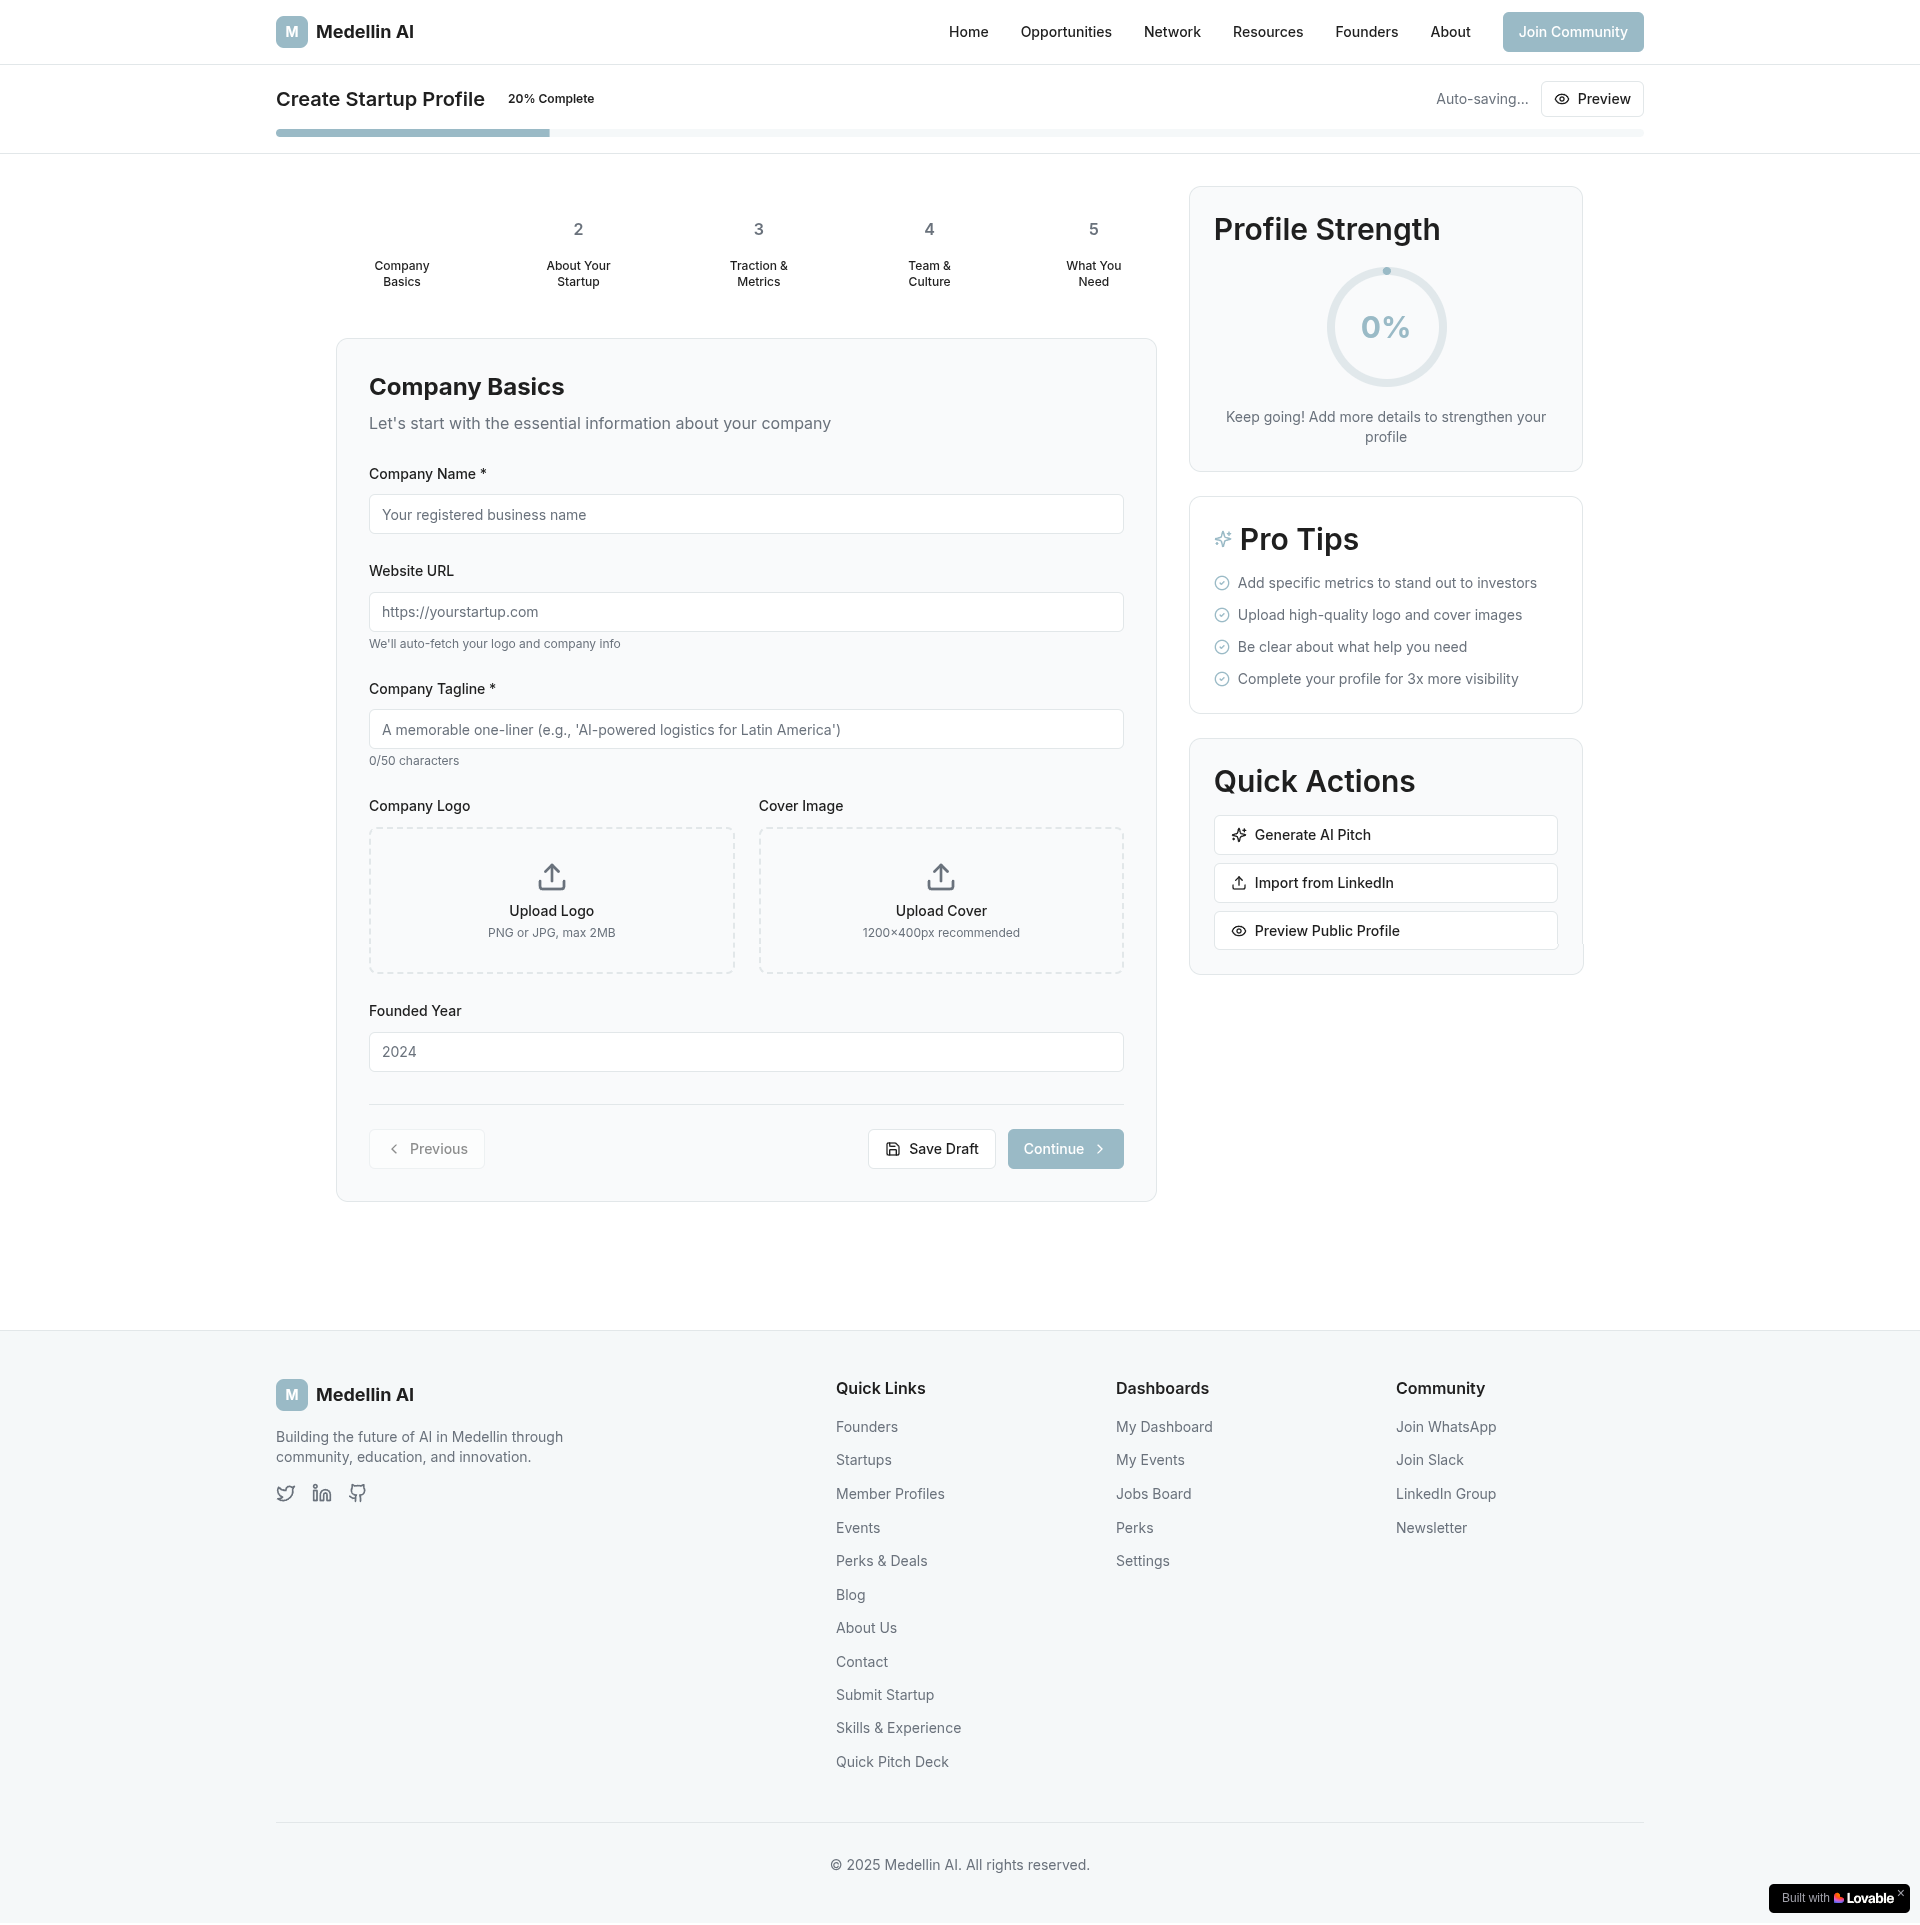 M Medellin AI
Home Opportunities Network Resources Founders About Join Community
Create Startup Profile 20% Complete
Auto-saving... Preview
2 3 4 5
Company Basics
About Your Startup
Traction & Metrics
Team & Culture
What You Need
Company Basics
Let's start with the essential information about your company
Company Name *
Your registered business name
Website URL
https://yourstartup.com
We'll auto-fetch your logo and company info
Company Tagline *
A memorable one-liner (e.g., 'AI-powered logistics for Latin America')
0/50 characters
Company Logo
Upload Logo
PNG or JPG, max 2MB
Cover Image
Upload Cover
1200x400px recommended
Founded Year
2024
Previous Save Draft Continue
Profile Strength
0%
Keep going! Add more details to strengthen your
profile
Pro Tips
Add specific metrics to stand out to investors
Upload high-quality logo and cover images
Be clear about what help you need
Complete your profile for 3x more visibility
Quick Actions
Generate AI Pitch
Import from LinkedIn
Preview Public Profile
M Medellin AI
Building the future of AI in Medellin through
community, education, and innovation.
Quick Links
Founders
Startups
Member Profiles
Events
Perks & Deals
Blog
About Us
Contact
Submit Startup
Skills & Experience
Quick Pitch Deck
Dashboards
My Dashboard
My Events
Jobs Board
Perks
Settings
Community
Join WhatsApp
Join Slack
LinkedIn Group
Newsletter
© 2025 Medellin AI. All rights reserved.
Built with Lovable